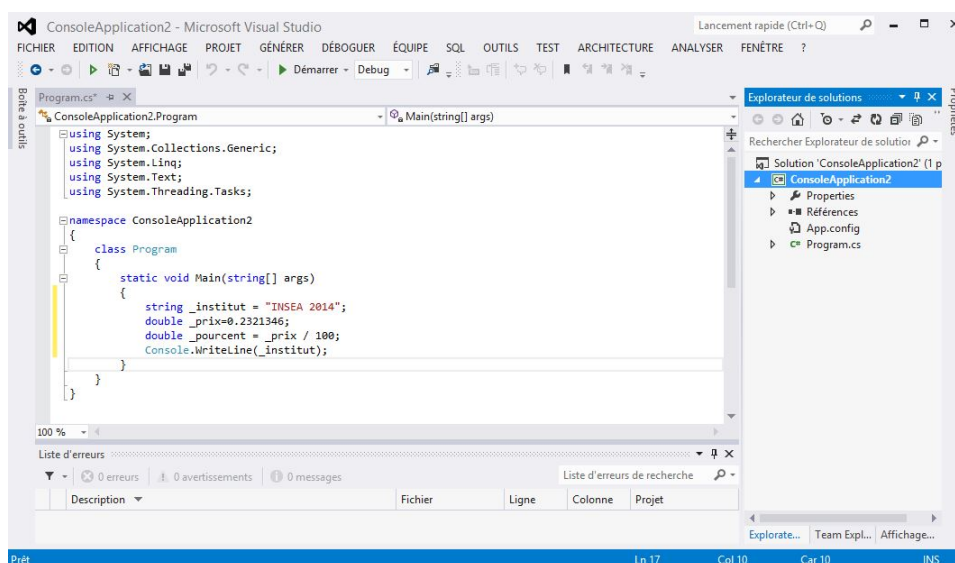 ConsoleApplication2 - Microsoft Visual Studio
Lancement rapide (Ctrl+Q)
FICHIER EDITION AFFICHAGE PROJET GÉNÉRER DÉBOGUER ÉQUIPE SQL OUTILS TEST ARCHITECTURE ANALYSER FENÊTRE ?
Démarrer Debug
Boîte à outils
Program.cs*
ConsoleApplication2.Program
Main(string[] args)
using System;
using System.Collections.Generic;
using System.Linq;
using System.Text;
using System.Threading.Tasks;
namespace ConsoleApplication2
{
class Program
{
static void Main(string[] args)
{
string _institut = "INSEA 2014";
double _prix=0.2321346;
double _pourcent = _prix / 100;
Console.WriteLine(_institut);
}
}
}
100 %
Liste d'erreurs
0 erreurs 0 avertissements 0 messages
Liste d'erreurs de recherche
Description Fichier Ligne Colonne Projet
Explorateur de solutions
Rechercher Explorateur de solution
Solution 'ConsoleApplication2' (1 p
C# ConsoleApplication2
Properties
Références
App.config
C# Program.cs
Explorate... Team Expl... Affichage...
Propriétés
Prêt
Ln 17 Col 10 Car 10 INS